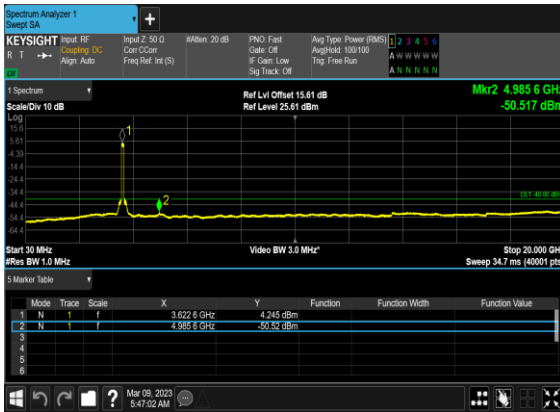 Spectrum Analyzer 1
Swept SA
KEYSIGHT
R T
Input: RF
Coupling: DC
Align: Auto
Input Z: 50 Ω
Corr CCorr
Freq Ref: Int (S)
#Atten: 20 dB
PNO: Fast
Gate: Off
IF Gain: Low
Sig Track: Off
Avg Type: Power (RMS)
Avg|Hold: 100/100
Trig: Free Run
1 2 3 4 5 6
A W W W W W
A N N N N N
1 Spectrum
Scale/Div 10 dB
Ref Lvl Offset 15.61 dB
Ref Level 25.61 dBm
Mkr2 4.985 6 GHz
-50.517 dBm
Log
15.6
5.61
-4.39
-14.4
-24.4
-34.4
-44.4
-54.4
-64.4
1
2
DL1 -40.00 dBm
Start 30 MHz
#Res BW 1.0 MHz
Video BW 3.0 MHz*
Stop 20.000 GHz
Sweep 34.7 ms (40001 pts)
5 Marker Table
Mode Trace Scale X Y Function Function Width Function Value
1 N 1 f 3.622 6 GHz 4.245 dBm
2 N 1 f 4.985 6 GHz -50.52 dBm
3
4
5
6
?
Mar 09, 2023
5:47:02 AM